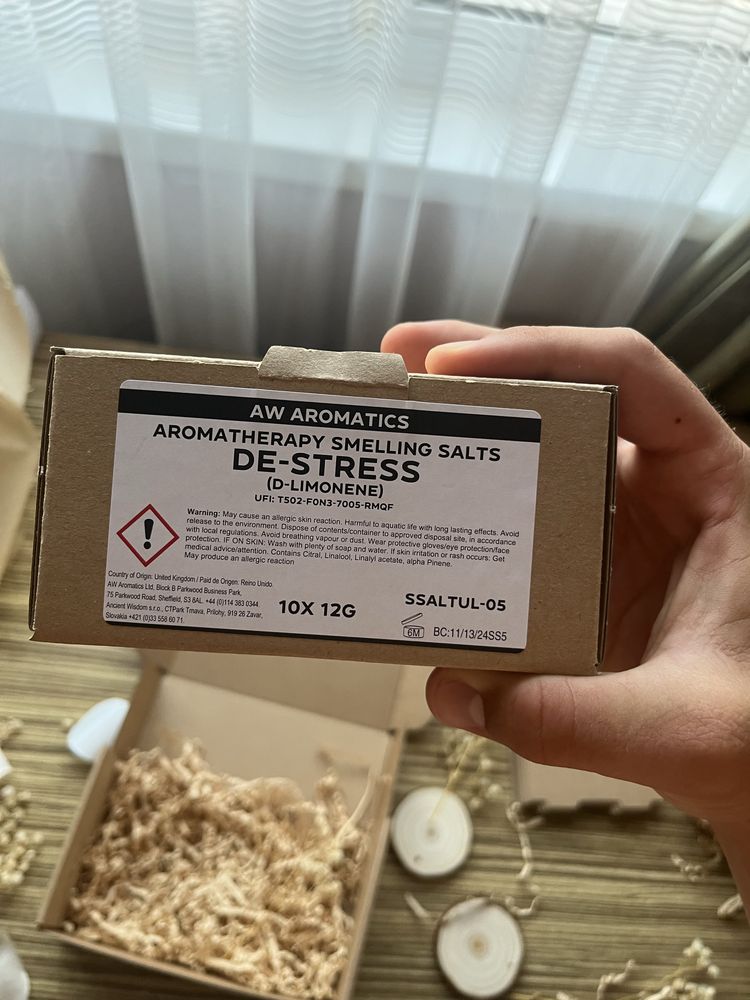 AW AROMATICS
AROMATHERAPY SMELLING SALTS
DE-STRESS
(D-LIMONENE)
UFI: T502-F0N3-7005-RMQF
Warning: May cause an allergic skin reaction. Harmful to aquatic life with long lasting effects. Avoid
release to the environment. Dispose of contents/container to approved disposal site, in accordance
with local regulations. Avoid breathing vapour or dust. Wear protective gloves/eye protection/face
protection. IF ON SKIN: Wash with plenty of soap and water. If skin irritation or rash occurs: Get
medical advice/attention. Contains Citral, Linalool, Linalyl acetate, alpha Pinene.
May produce an allergic reaction
Country of Origin: United Kingdom / Paid de Origen. Reino Unido.
AW Aromatics Ltd, Block B Parkwood Business Park,
75 Parkwood Road, Sheffield, S3 8AL. +44 (0)114 383 0344
Ancient Wisdom s.r.o., CTPark Trnava, Prilohy, 919 26 Zavar,
Slovakia +421 (0)33 558 60 71
10X 12G
SSALTUL-05
6M
BC:11/13/24SS5